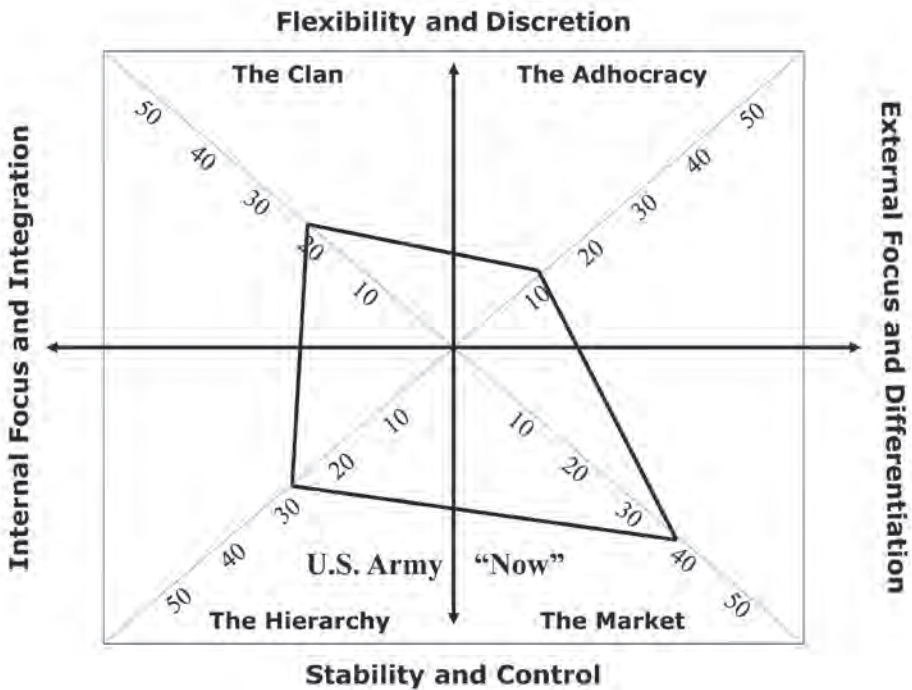 Flexibility and Discretion
The Clan
The Adhocracy
50
40
30
20
10
50
40
30
20
10
Internal Focus and Integration
External Focus and Differentiation
10
20
30
40
50
10
20
30
40
50
U.S. Army "Now"
The Hierarchy
The Market
Stability and Control